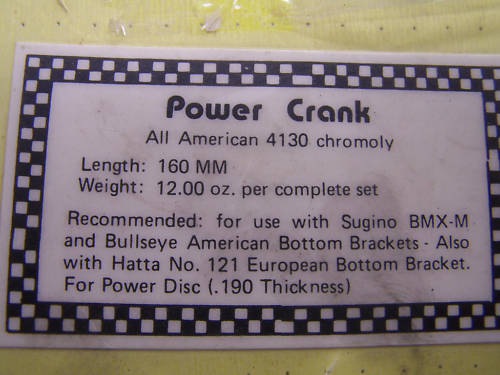 Power Crank
All American 4130 chromoly
Length: 160 MM
Weight: 12.00 oz. per complete set
Recommended: for use with Sugino BMX-M
and Bullseye American Bottom Brackets - Also
with Hatta No. 121 European Bottom Bracket.
For Power Disc (.190 Thickness)